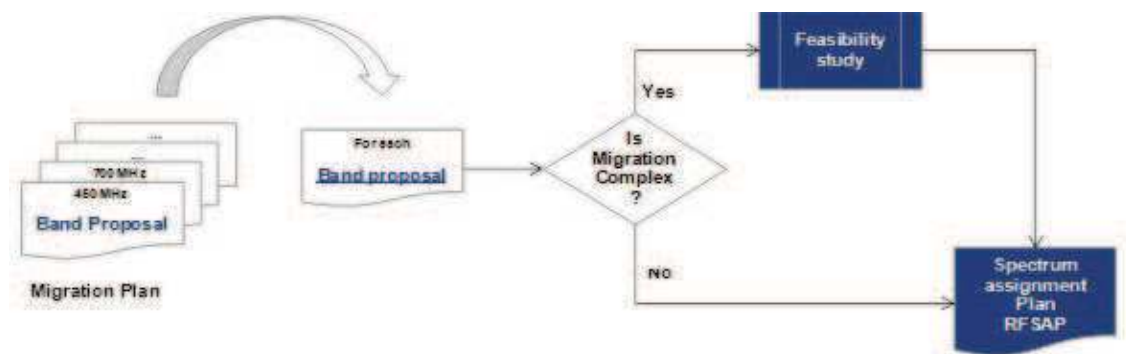 ...
...
700 MHz
450 MHz
Band Proposal
Migration Plan
For each
Band proposal
Is
Migration
Complex
?
Yes
No
Feasibility
study
Spectrum
assignment
Plan
RFSAP